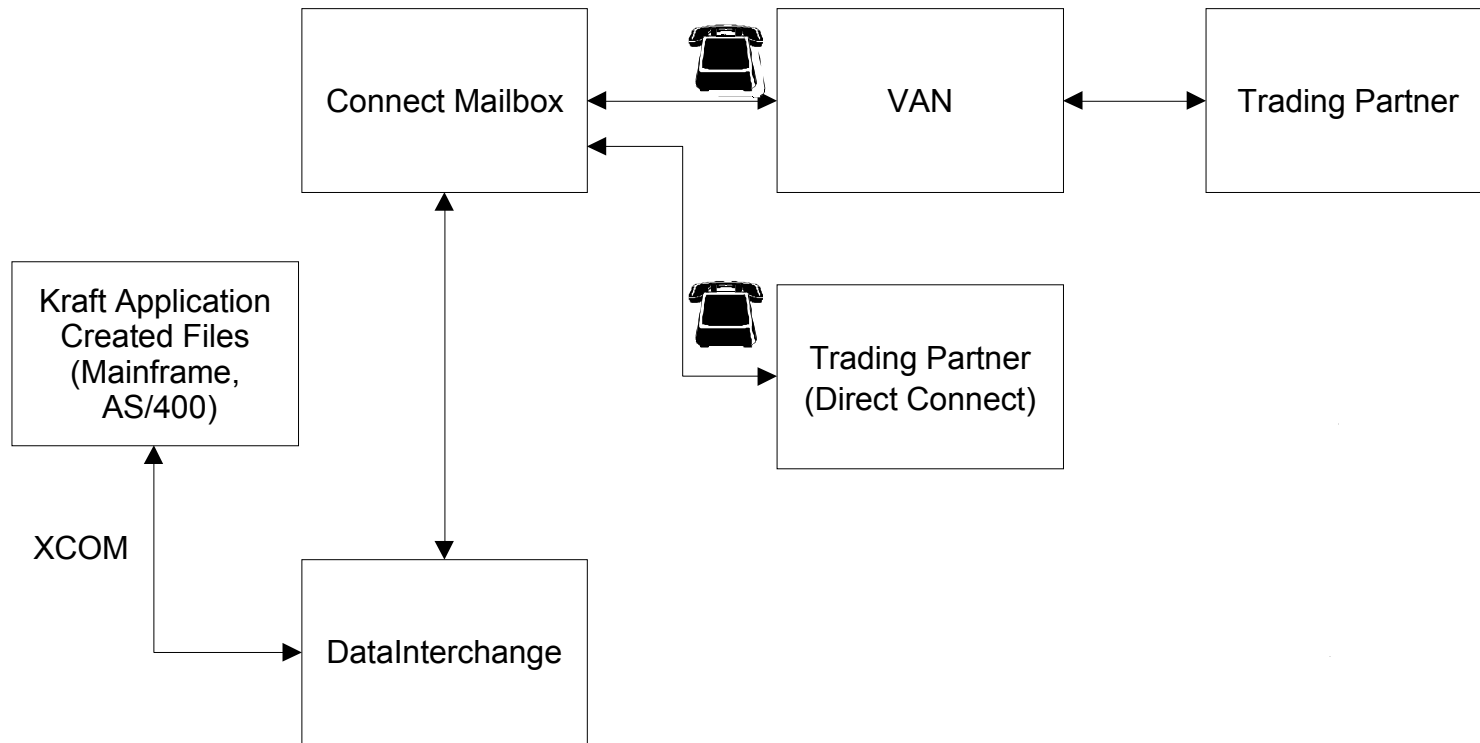 Connect Mailbox
VAN
Trading Partner
Kraft Application
Created Files
(Mainframe,
AS/400)
Trading Partner
(Direct Connect)
XCOM
DataInterchange